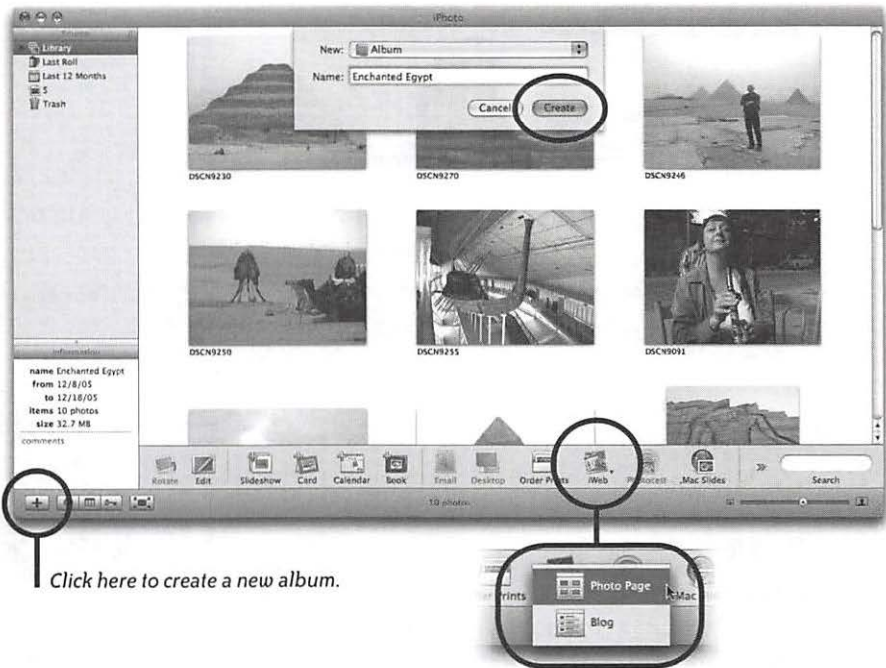 iPhoto
Source
Library
Last Roll
Last 12 Months
5
Trash
New: Album
Name: Enchanted Egypt
Cancel Create
DSCN9230 DSCN9270 DSCN9246
DSCN9250 DSCN9255 DSCN9091
Information
name Enchanted Egypt
from 12/8/05
to 12/18/05
items 10 photos
size 32.7 MB
comments
Rotate Edit Slideshow Card Calendar Book Email Desktop Order Prints iWeb Photocast .Mac Slides » Search
10 photos
Click here to create a new album.
Prints Photo Page Mac
Blog